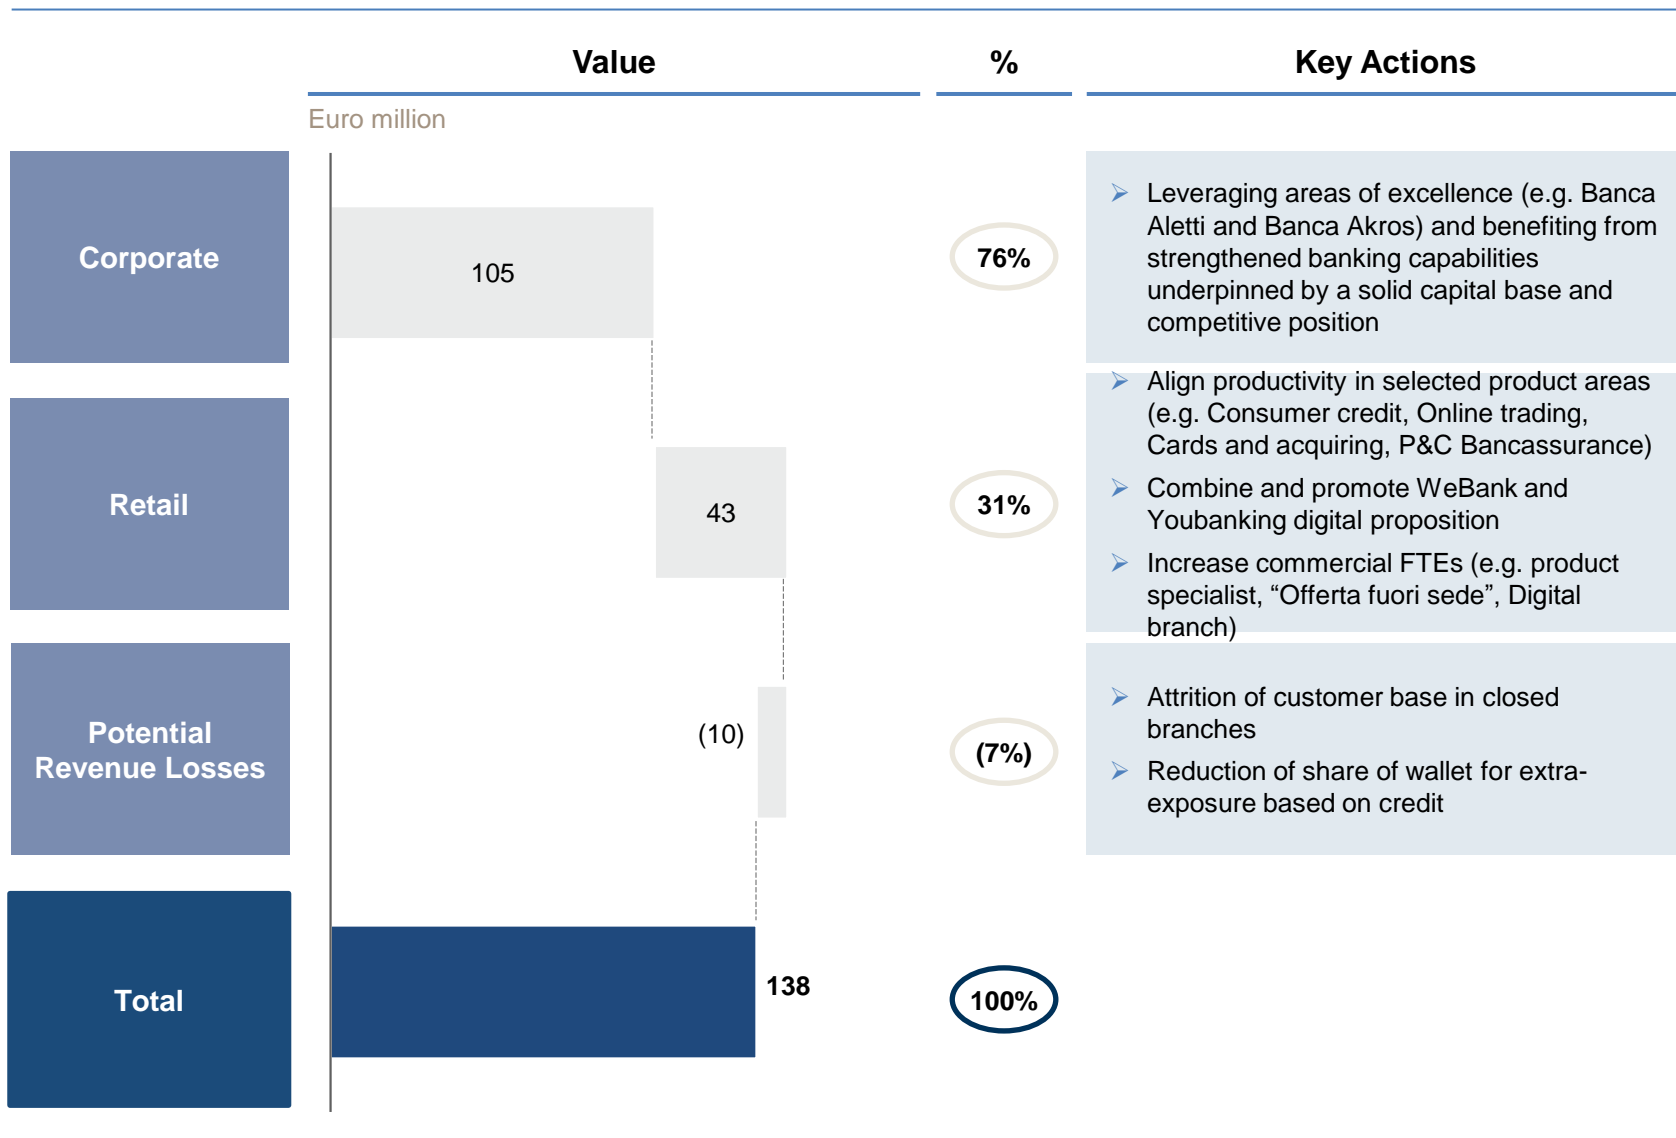 Value
%
Key Actions
Euro million
Corporate
105
76%
Leveraging areas of excellence (e.g. Banca
Aletti and Banca Akros) and benefiting from
strengthened banking capabilities
underpinned by a solid capital base and
competitive position
Retail
43
31%
Align productivity in selected product areas
(e.g. Consumer credit, Online trading,
Cards and acquiring, P&C Bancassurance)
Combine and promote WeBank and
Youbanking digital proposition
Increase commercial FTEs (e.g. product
specialist, “Offerta fuori sede”, Digital
branch)
Potential
Revenue Losses
(10)
(7%)
Attrition of customer base in closed
branches
Reduction of share of wallet for extra-
exposure based on credit
Total
138
100%